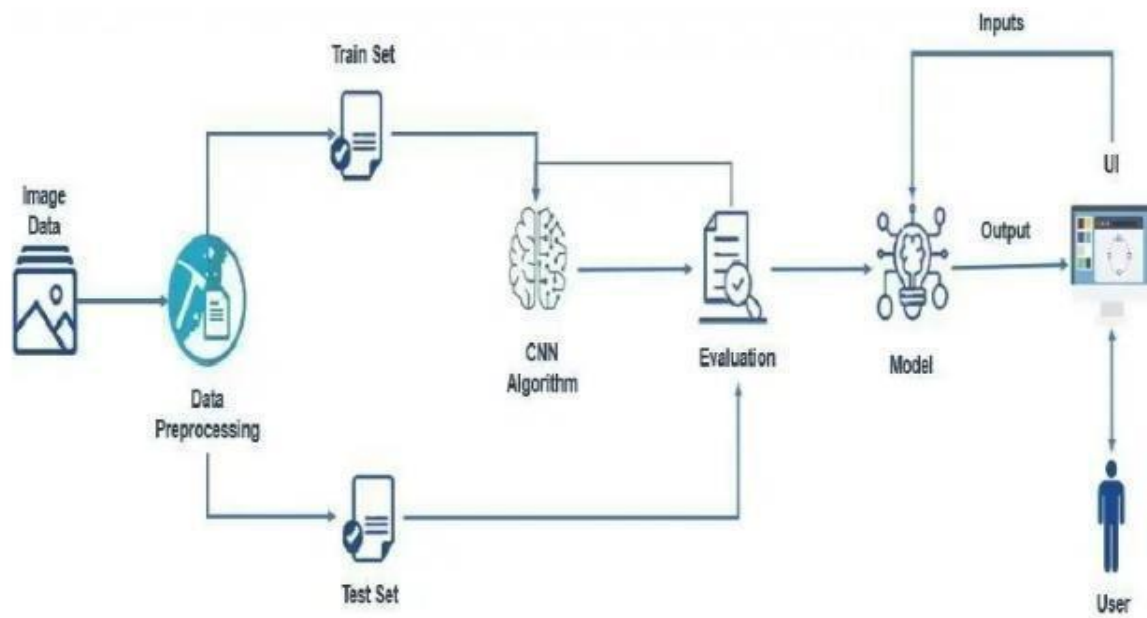 Inputs
Train Set
UI
Image
Data
Output
CNN
Algorithm
Evaluation
Model
Data
Preprocessing
Test Set
User